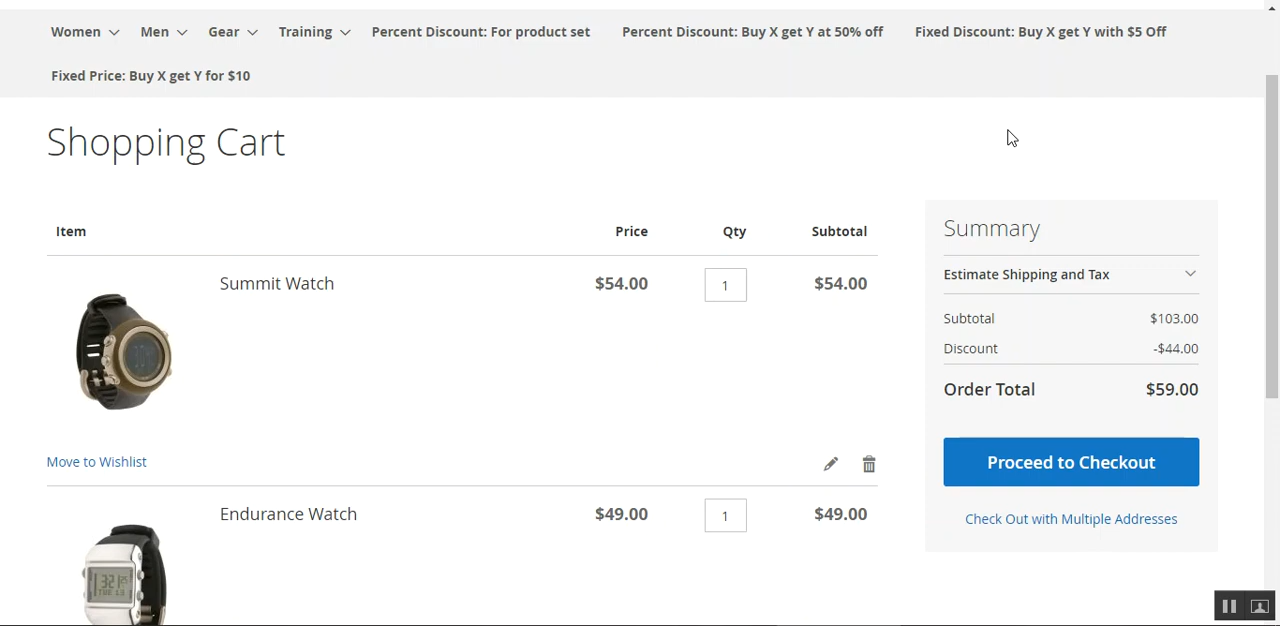 Women Men Gear Training Percent Discount: For product set Percent Discount: Buy X get Y at 50% off Fixed Discount: Buy X get Y with $5 Off
Fixed Price: Buy X get Y for $10
Shopping Cart
Item Price Qty Subtotal
Summit Watch $54.00 1 $54.00
Move to Wishlist
Endurance Watch $49.00 1 $49.00
Summary
Estimate Shipping and Tax
Subtotal $103.00
Discount -$44.00
Order Total $59.00
Proceed to Checkout
Check Out with Multiple Addresses